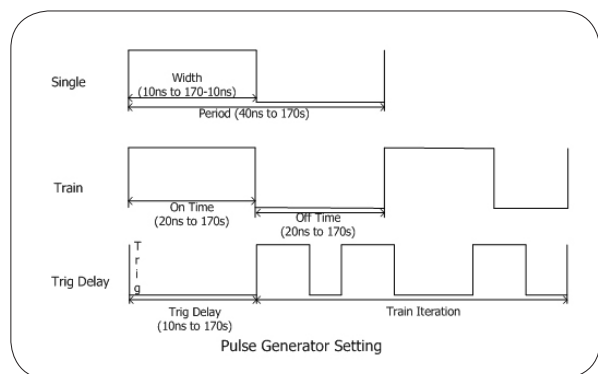 Single
Width
(10ns to 170-10ns)
Period (40ns to 170s)
Train
On Time
(20ns to 170s)
Off Time
(20ns to 170s)
Trig Delay
Trig
Trig Delay
(10ns to 170s)
Train Iteration
Pulse Generator Setting